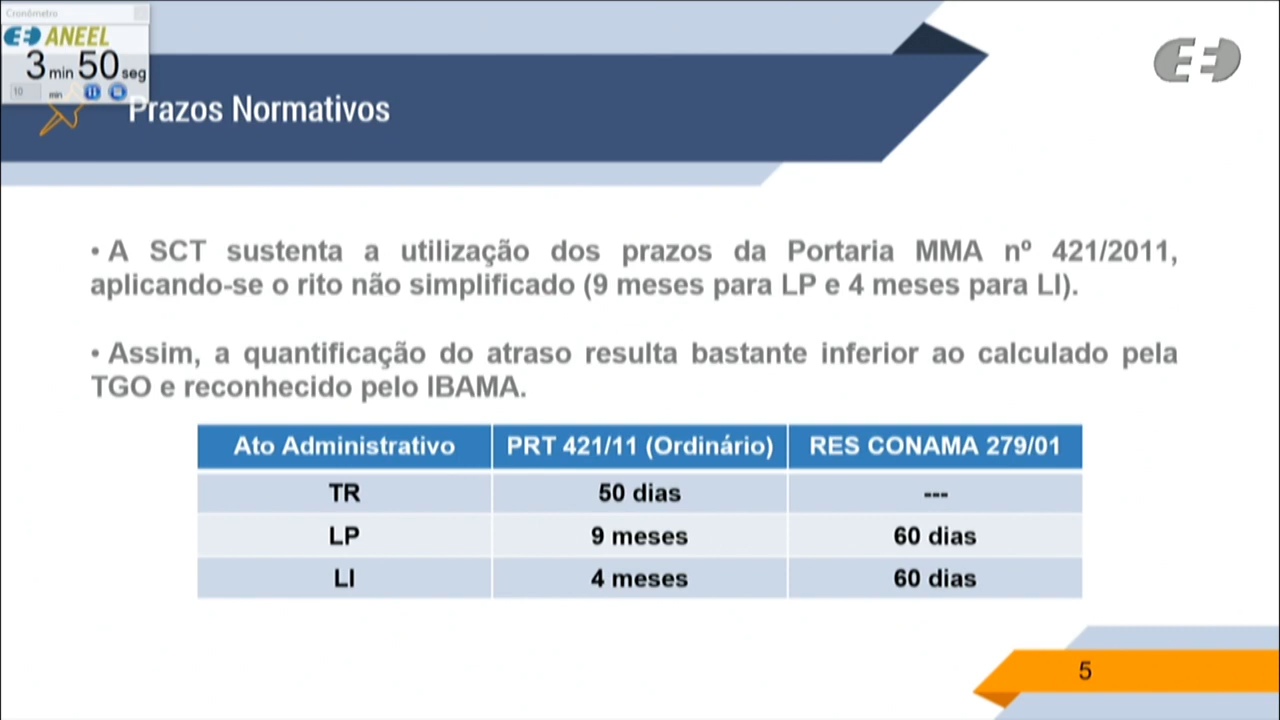 Cronômetro
ANEEL
3 min 50 seg
10 min
Prazos Normativos
• A SCT sustenta a utilização dos prazos da Portaria MMA nº 421/2011,
aplicando-se o rito não simplificado (9 meses para LP e 4 meses para LI).
• Assim, a quantificação do atraso resulta bastante inferior ao calculado pela
TGO e reconhecido pelo IBAMA.
Ato Administrativo PRT 421/11 (Ordinário) RES CONAMA 279/01
TR 50 dias ---
LP 9 meses 60 dias
LI 4 meses 60 dias
5